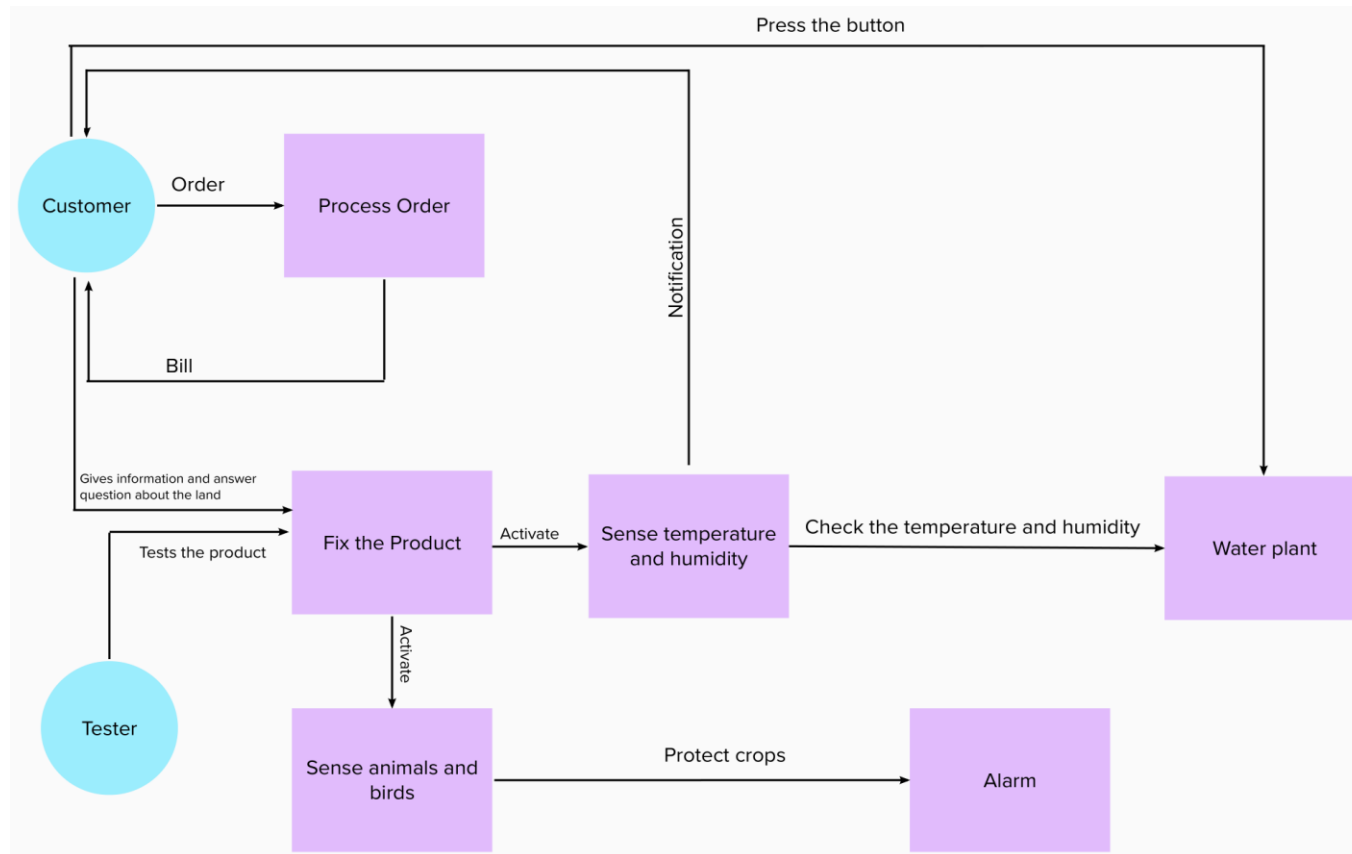 Press the button
Customer
Order
Process Order
Notification
Bill
Gives information and answer
question about the land
Fix the Product
Activate
Sense temperature
and humidity
Check the temperature and humidity
Water plant
Tests the product
Activate
Tester
Sense animals and
birds
Protect crops
Alarm